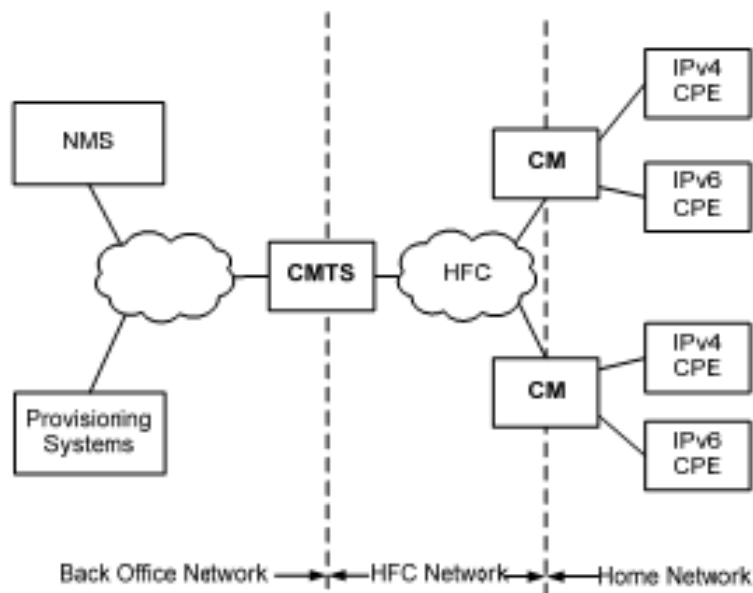 NMS
Provisioning
Systems
CMTS
HFC
CM
IPv4
CPE
IPv6
CPE
CM
IPv4
CPE
IPv6
CPE
Back Office Network
HFC Network
Home Network